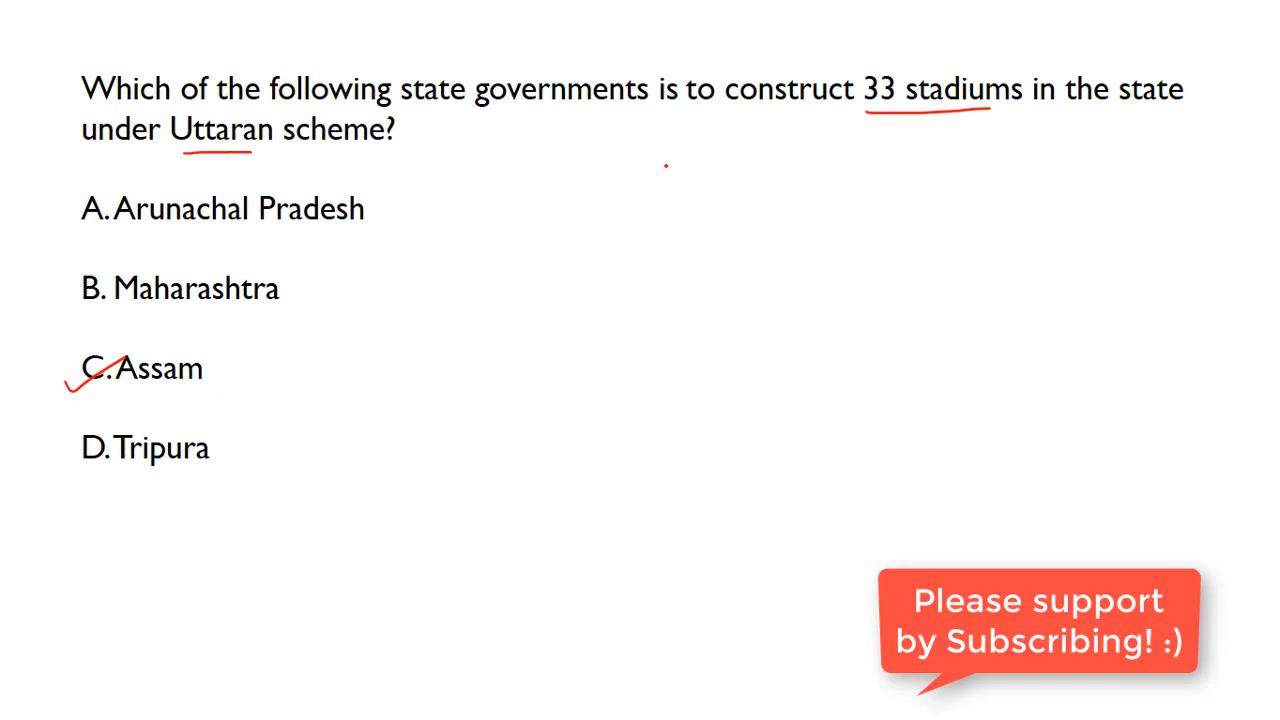 Which of the following state governments is to construct 33 stadiums in the state
under Uttaran scheme?
A. Arunachal Pradesh
B. Maharashtra
C. Assam
D. Tripura
Please support
by Subscribing! :)